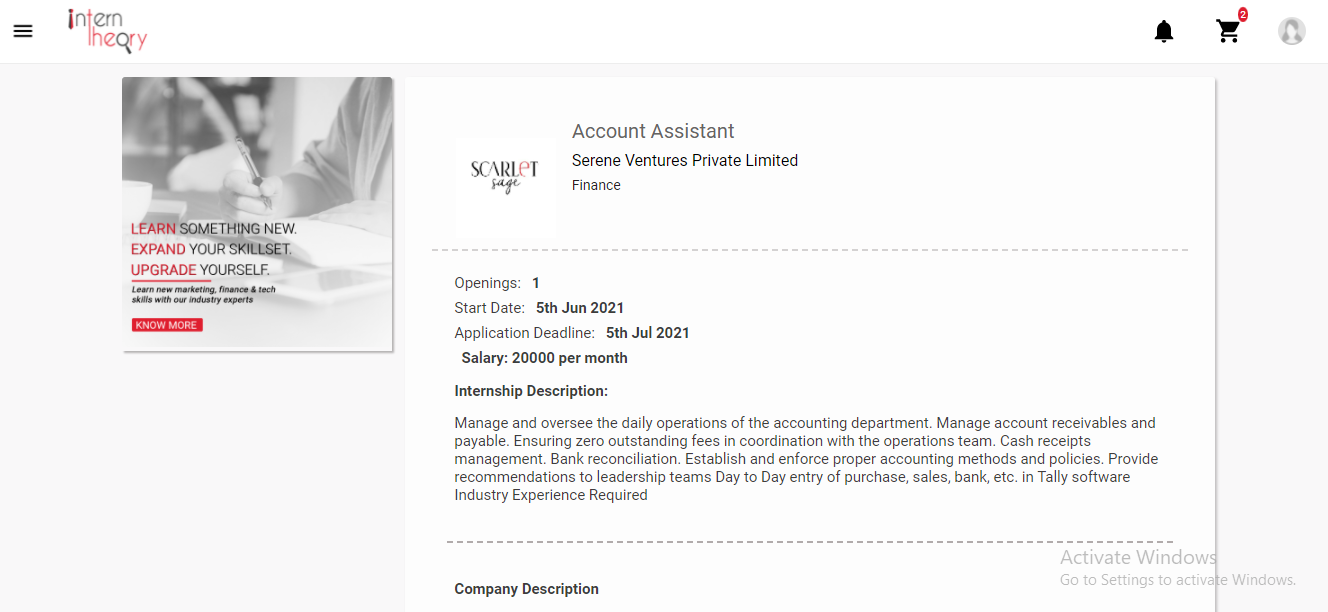 intern
theory
2
LEARN SOMETHING NEW.
EXPAND YOUR SKILLSET.
UPGRADE YOURSELF.
Learn new marketing, finance & tech
skills with our industry experts
KNOW MORE
SCARLET
sage
Account Assistant
Serene Ventures Private Limited
Finance
Openings: 1
Start Date: 5th Jun 2021
Application Deadline: 5th Jul 2021
Salary: 20000 per month
Internship Description:
Manage and oversee the daily operations of the accounting department. Manage account receivables and
payable. Ensuring zero outstanding fees in coordination with the operations team. Cash receipts
management. Bank reconciliation. Establish and enforce proper accounting methods and policies. Provide
recommendations to leadership teams Day to Day entry of purchase, sales, bank, etc. in Tally software
Industry Experience Required
Company Description
Activate Windows
Go to Settings to activate Windows.